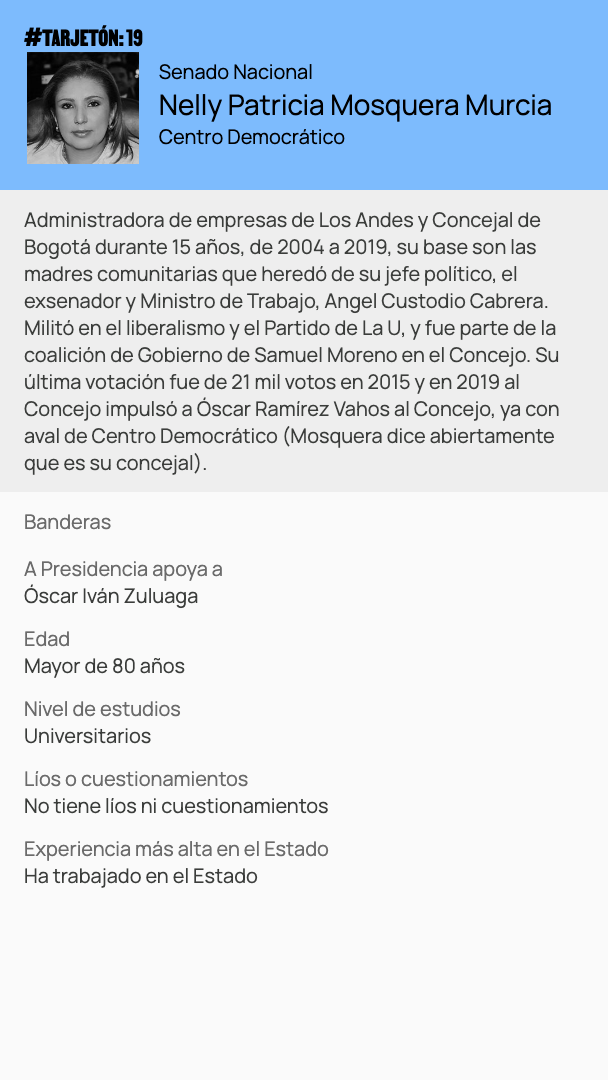 #TARJETÓN: 19
Senado Nacional
Nelly Patricia Mosquera Murcia
Centro Democrático
Administradora de empresas de Los Andes y Concejal de
Bogotá durante 15 años, de 2004 a 2019, su base son las
madres comunitarias que heredó de su jefe político, el
exsenador y Ministro de Trabajo, Angel Custodio Cabrera.
Militó en el liberalismo y el Partido de La U, y fue parte de la
coalición de Gobierno de Samuel Moreno en el Concejo. Su
última votación fue de 21 mil votos en 2015 y en 2019 al
Concejo impulsó a Óscar Ramírez Vahos al Concejo, ya con
aval de Centro Democrático (Mosquera dice abiertamente
que es su concejal).
Banderas
A Presidencia apoya a
Óscar Iván Zuluaga
Edad
Mayor de 80 años
Nivel de estudios
Universitarios
Líos o cuestionamientos
No tiene líos ni cuestionamientos
Experiencia más alta en el Estado
Ha trabajado en el Estado